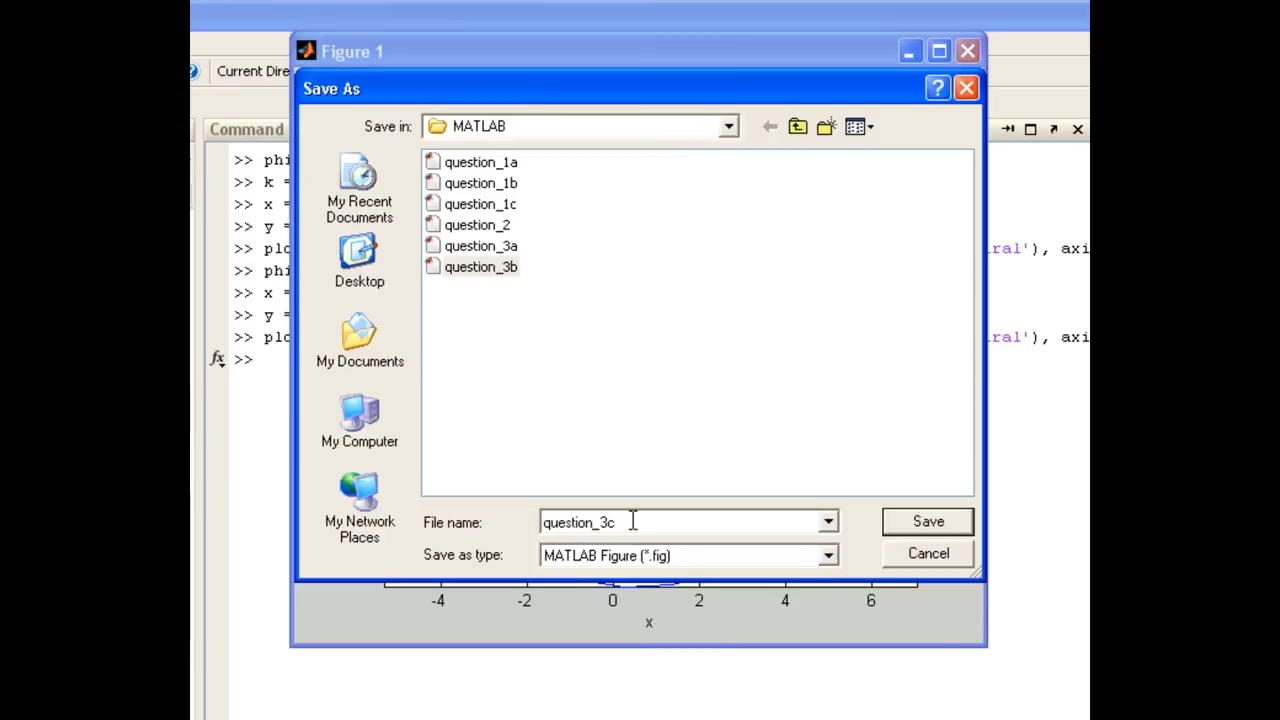 Figure 1
Current Dire
Save As
Save in: MATLAB
Command
question_1a
question_1b
question_1c
question_2
question_3a
question_3b
My Recent
Documents
Desktop
My Documents
My Computer
My Network
Places
>> phi
>> k =
>> x =
>> y =
>> plo ral'), axi
>> phi
>> x =
>> y =
>> plo ral'), axi
fx >>
File name: question_3c Save
Save as type: MATLAB Figure (*.fig) Cancel
-4 -2 0 2 4 6
x